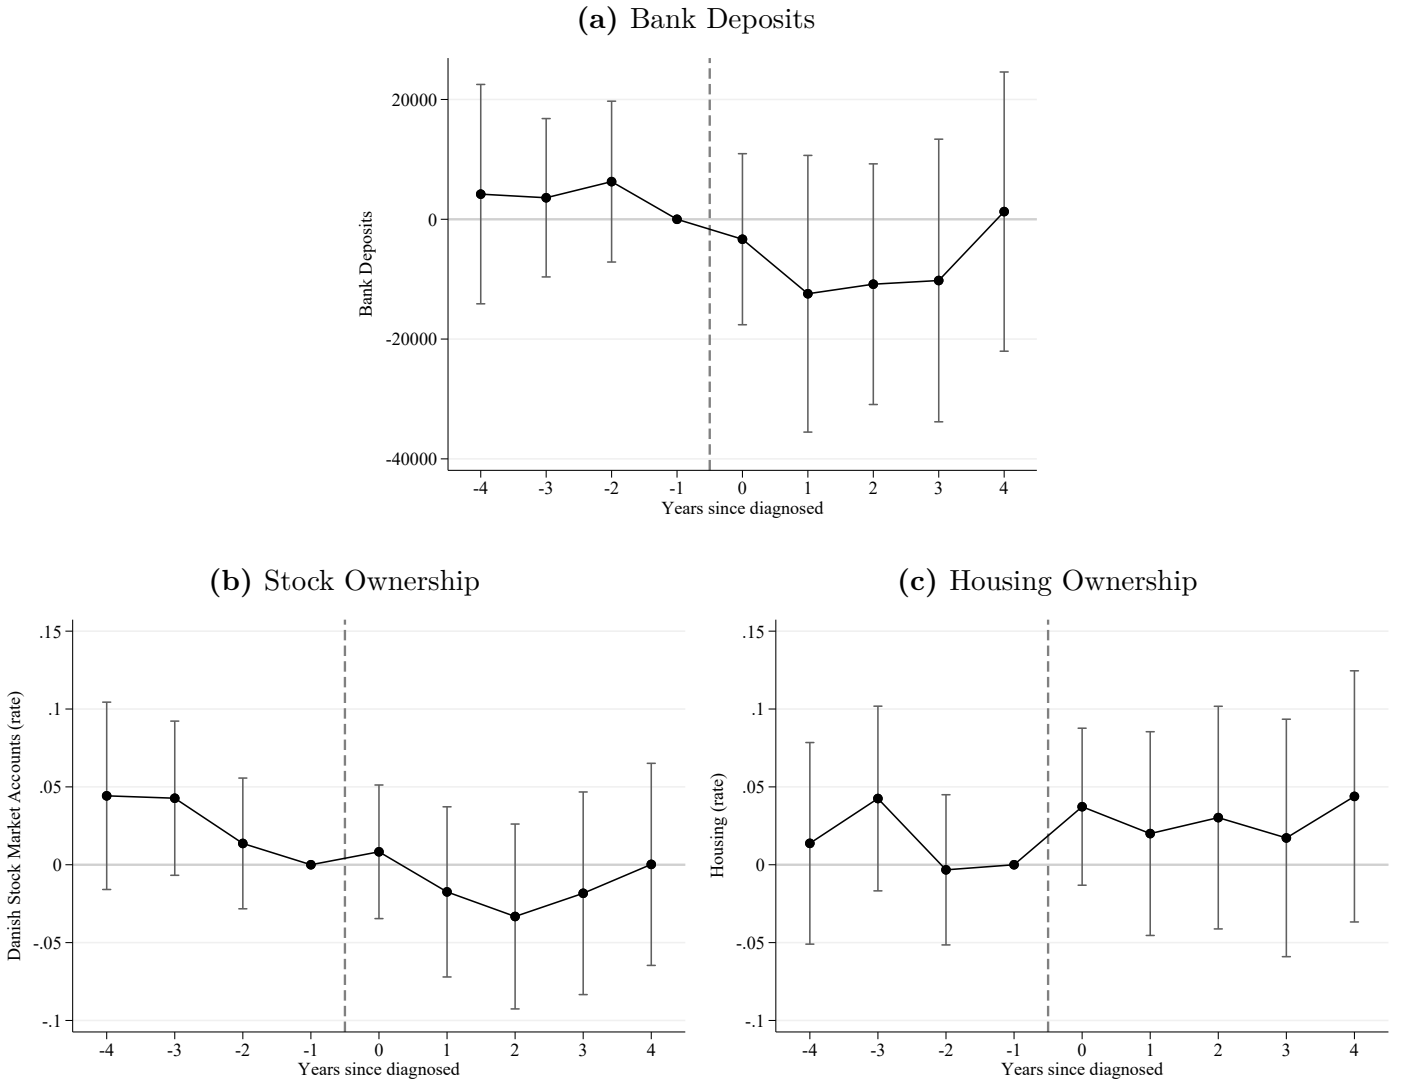 (a) Bank Deposits
20000
0
-20000
-40000
Bank Deposits
-4 -3 -2 -1 0 1 2 3 4
Years since diagnosed
(b) Stock Ownership
.15
.1
.05
0
-.05
-.1
Danish Stock Market Accounts (rate)
-4 -3 -2 -1 0 1 2 3 4
Years since diagnosed
(c) Housing Ownership
.15
.1
.05
0
-.05
-.1
Housing (rate)
-4 -3 -2 -1 0 1 2 3 4
Years since diagnosed